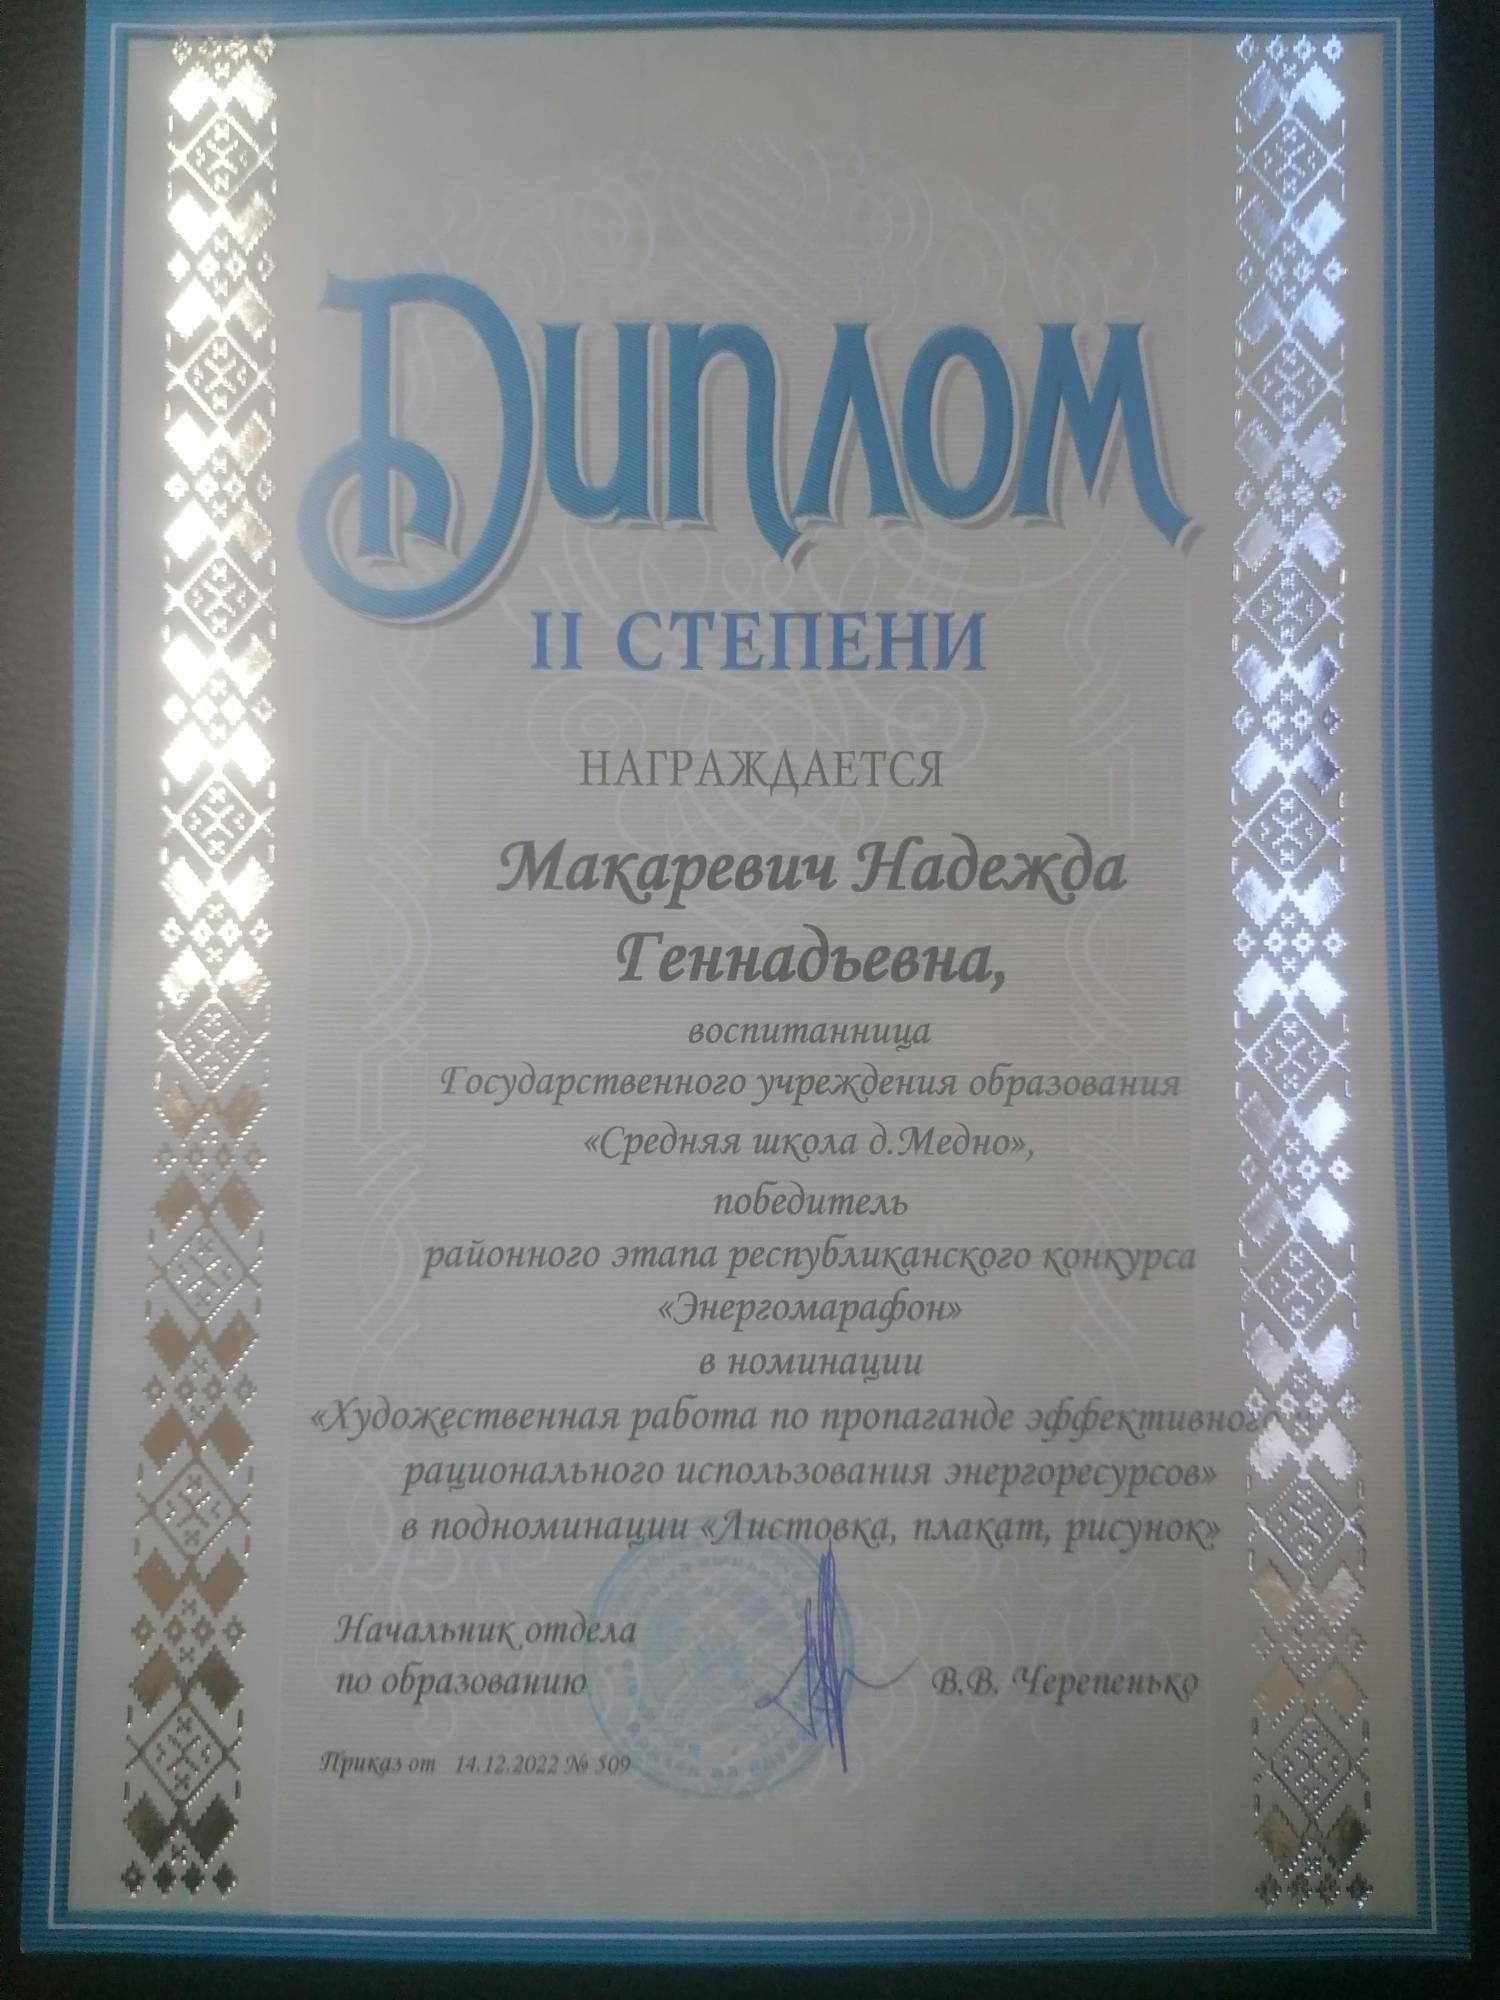 Диплом
II СТЕПЕНИ
НАГРАЖДАЕТСЯ
Макаревич Надежда
Геннадьевна,
воспитанница
Государственного учреждения образования
«Средняя школа д.Медно»,
победитель
районного этапа республиканского конкурса
«Энергомарафон»
в номинации
«Художественная работа по пропаганде эффективного и
рационального использования энергоресурсов»
в подноминации «Листовка, плакат, рисунок»
Начальник отдела
по образованию
В.В. Черепенько
Приказ от 14.12.2022 № 509